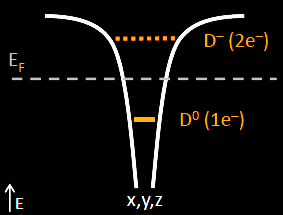 D⁻ (2e⁻)
E_F
D⁰ (1e⁻)
E
x,y,z